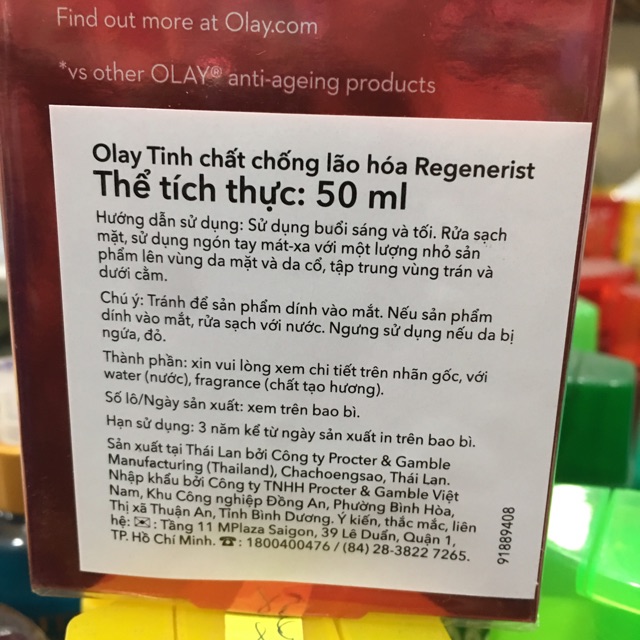 Find out more at Olay.com
*vs other OLAY® anti-ageing products
Olay Tinh chất chống lão hóa Regenerist
Thể tích thực: 50 ml
Hướng dẫn sử dụng: Sử dụng buổi sáng và tối. Rửa sạch
mặt, sử dụng ngón tay mát-xa với một lượng nhỏ sản
phẩm lên vùng da mặt và da cổ, tập trung vùng trán và
dưới cằm.
Chú ý: Tránh để sản phẩm dính vào mắt. Nếu sản phẩm
dính vào mắt, rửa sạch với nước. Ngưng sử dụng nếu da bị
ngứa, đỏ.
Thành phần: xin vui lòng xem chi tiết trên nhãn gốc, với
water (nước), fragrance (chất tạo hương).
Số lô/Ngày sản xuất: xem trên bao bì.
Hạn sử dụng: 3 năm kể từ ngày sản xuất in trên bao bì.
Sản xuất tại Thái Lan bởi Công ty Procter & Gamble
Manufacturing (Thailand), Chachoengsao, Thái Lan.
Nhập khẩu bởi Công ty TNHH Procter & Gamble Việt
Nam, Khu Công nghiệp Đồng An, Phường Bình Hòa,
Thị xã Thuận An, Tỉnh Bình Dương. Ý kiến, thắc mắc, liên
hệ: ✉: Tầng 11 MPlaza Saigon, 39 Lê Duẩn, Quận 1,
TP. Hồ Chí Minh. ☎: 1800400476 / (84) 28-3822 7265.
91889408